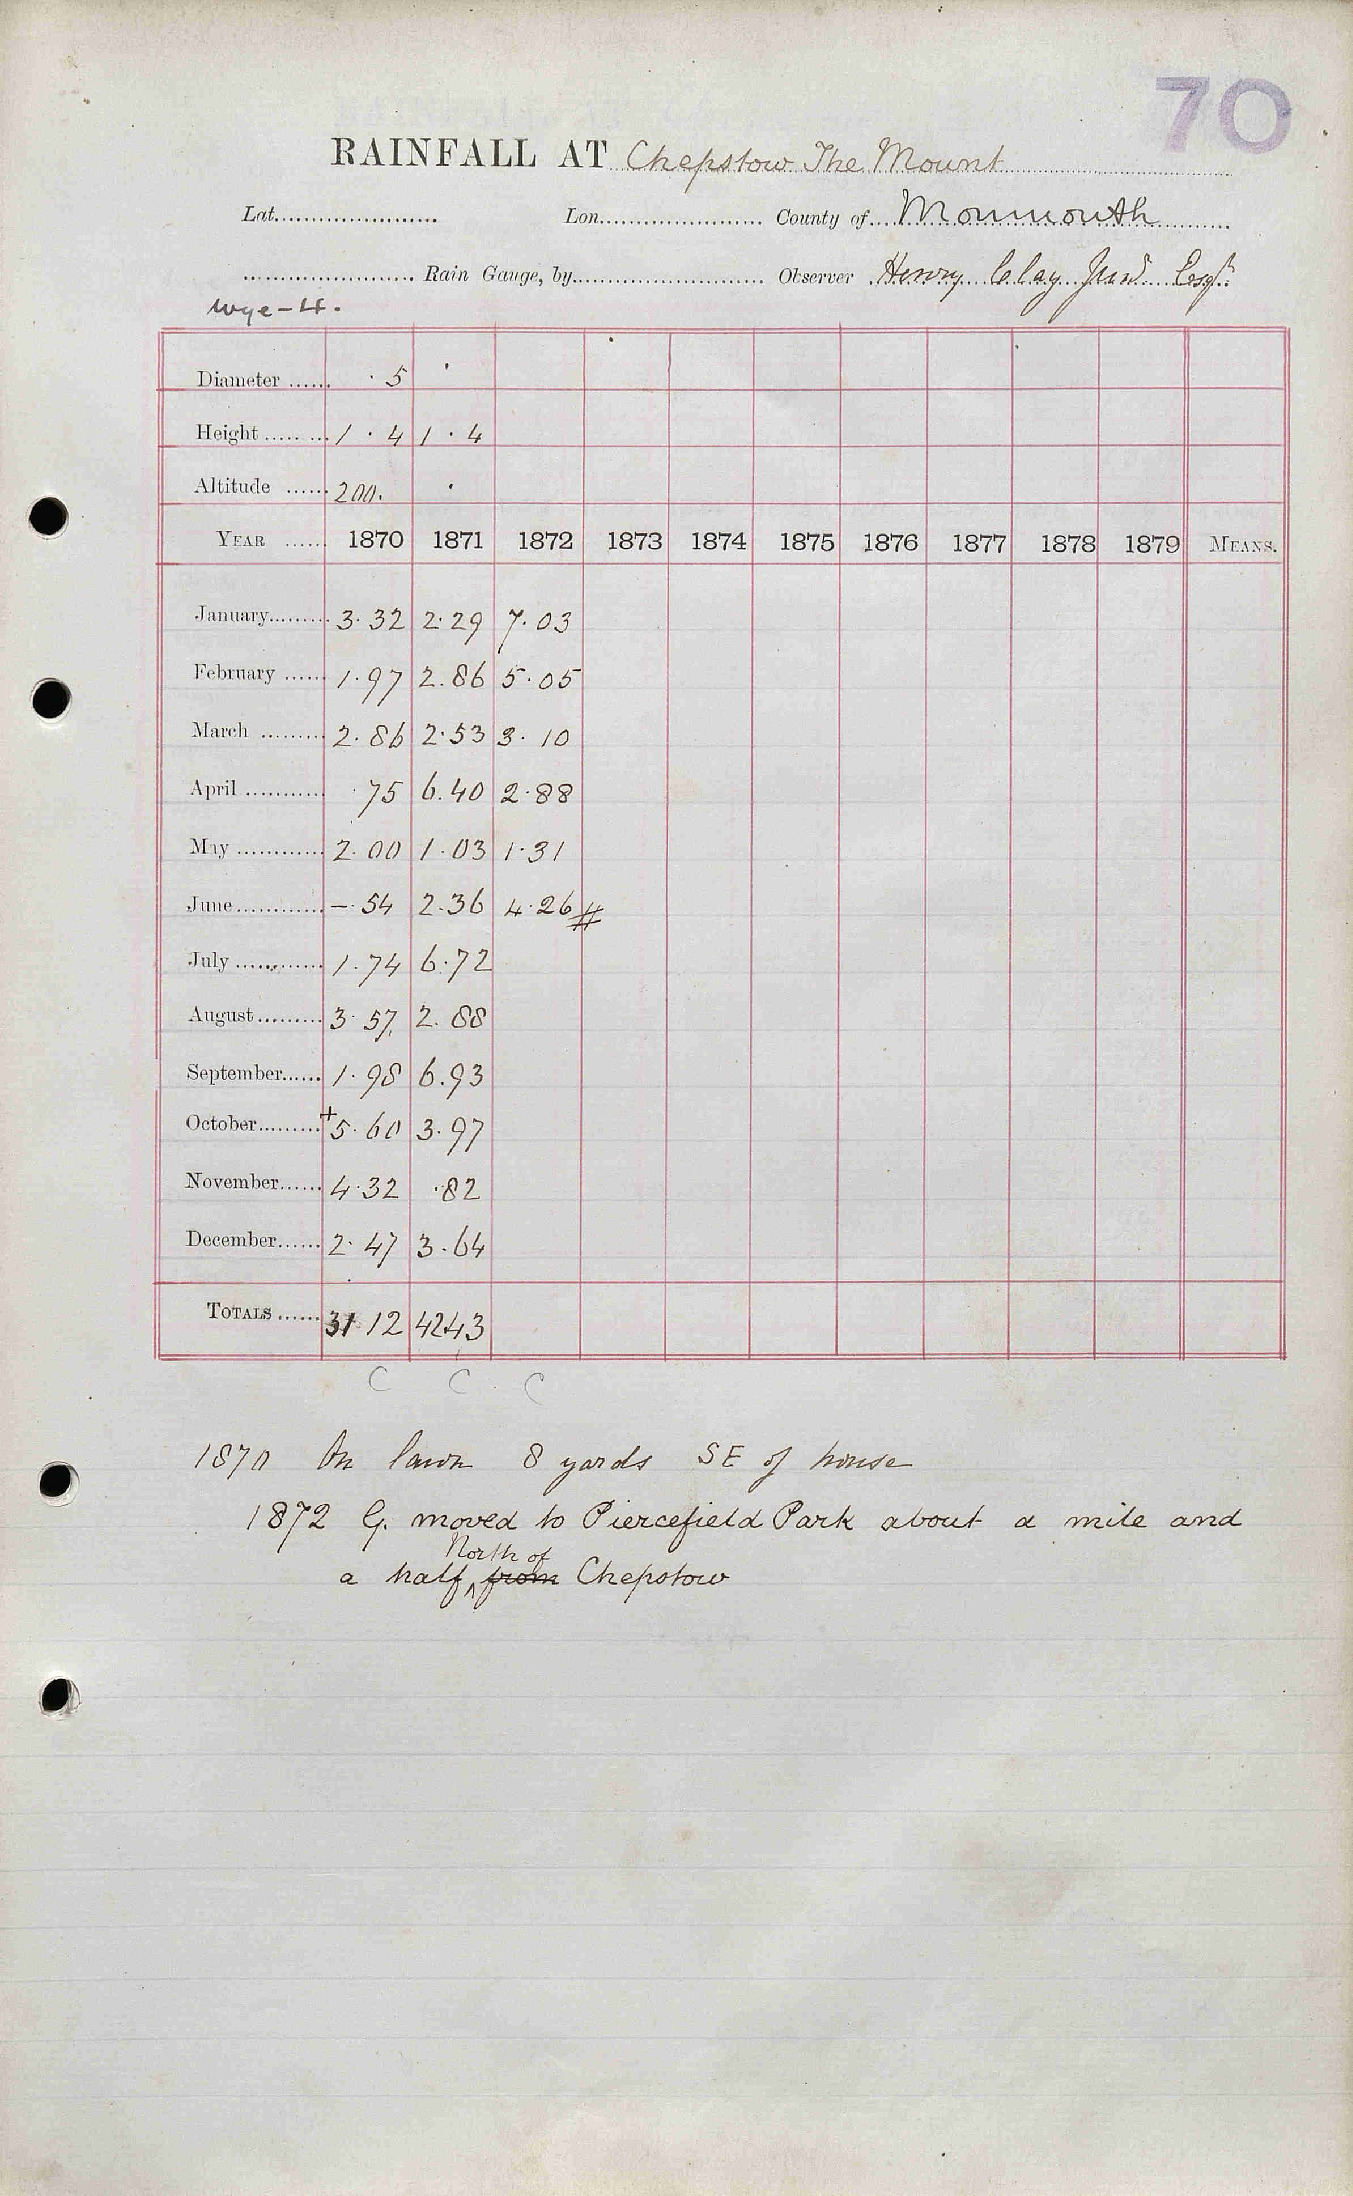 70
RAINFALL AT Chepstow The Mount
Lat...................... Lon....................... County of Monmouth
....................... Rain Gauge, by.......................... Observer Henry Clay Junr. Esqr.
Wye-4.
Diameter ...... . 5 .
Height ......... 1 . 4 1 . 4
Altitude ...... 200. .
YEAR ...... 1870 1871 1872 1873 1874 1875 1876 1877 1878 1879 MEANS.
January......... 3.32 2.29 7.03
February ...... 1.97 2.86 5.05
March ......... 2.86 2.53 3.10
April ........... .75 6.40 2.88
May ............ 2.00 1.03 1.31
June............ -.54 2.36 4.26 #
July ............ 1.74 6.72
August......... 3.57 2.88
September...... 1.98 6.93
October......... +5.60 3.97
November...... 4.32 .82
December...... 2.47 3.64
TOTALS ...... 31 12 4243
C C C
1870 On lawn 8 yards SE of house
1872 G. moved to Piercefield Park about a mile and
North of
a half from Chepstow